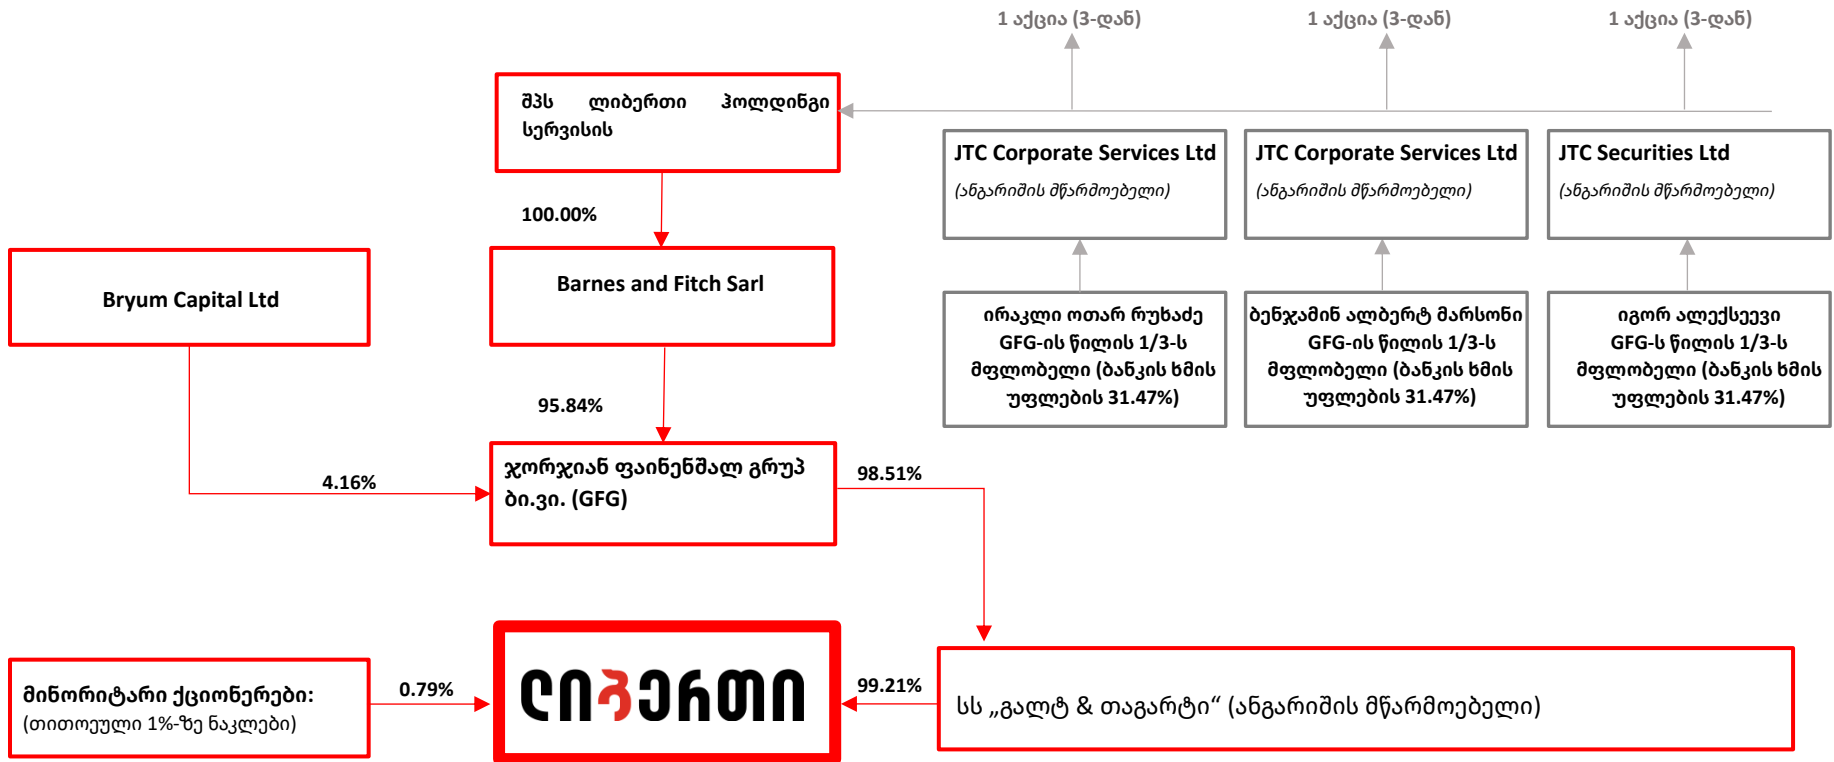 1 აქცია (3-დან)
1 აქცია (3-დან)
1 აქცია (3-დან)
შპს ლიბერთი ჰოლდინგი
სერვისის
JTC Corporate Services Ltd
(ანგარიშის მწარმოებელი)
JTC Corporate Services Ltd
(ანგარიშის მწარმოებელი)
JTC Securities Ltd
(ანგარიშის მწარმოებელი)
100.00%
Bryum Capital Ltd
Barnes and Fitch Sarl
ირაკლი ოთარ რუხაძე
GFG-ის წილის 1/3-ს
მფლობელი (ბანკის ხმის
უფლების 31.47%)
ბენჯამინ ალბერტ მარსონი
GFG-ის წილის 1/3-ს
მფლობელი (ბანკის ხმის
უფლების 31.47%)
იგორ ალექსეევი
GFG-ს წილის 1/3-ს
მფლობელი (ბანკის ხმის
უფლების 31.47%)
95.84%
4.16%
ჯორჯიან ფაინენშალ გრუპ
ბი.ვი. (GFG)
98.51%
მინორიტარი ქციონერები:
(თითოეული 1%-ზე ნაკლები)
0.79%
ლიბერთი
99.21%
სს „გალტ & თაგარტი“ (ანგარიშის მწარმოებელი)